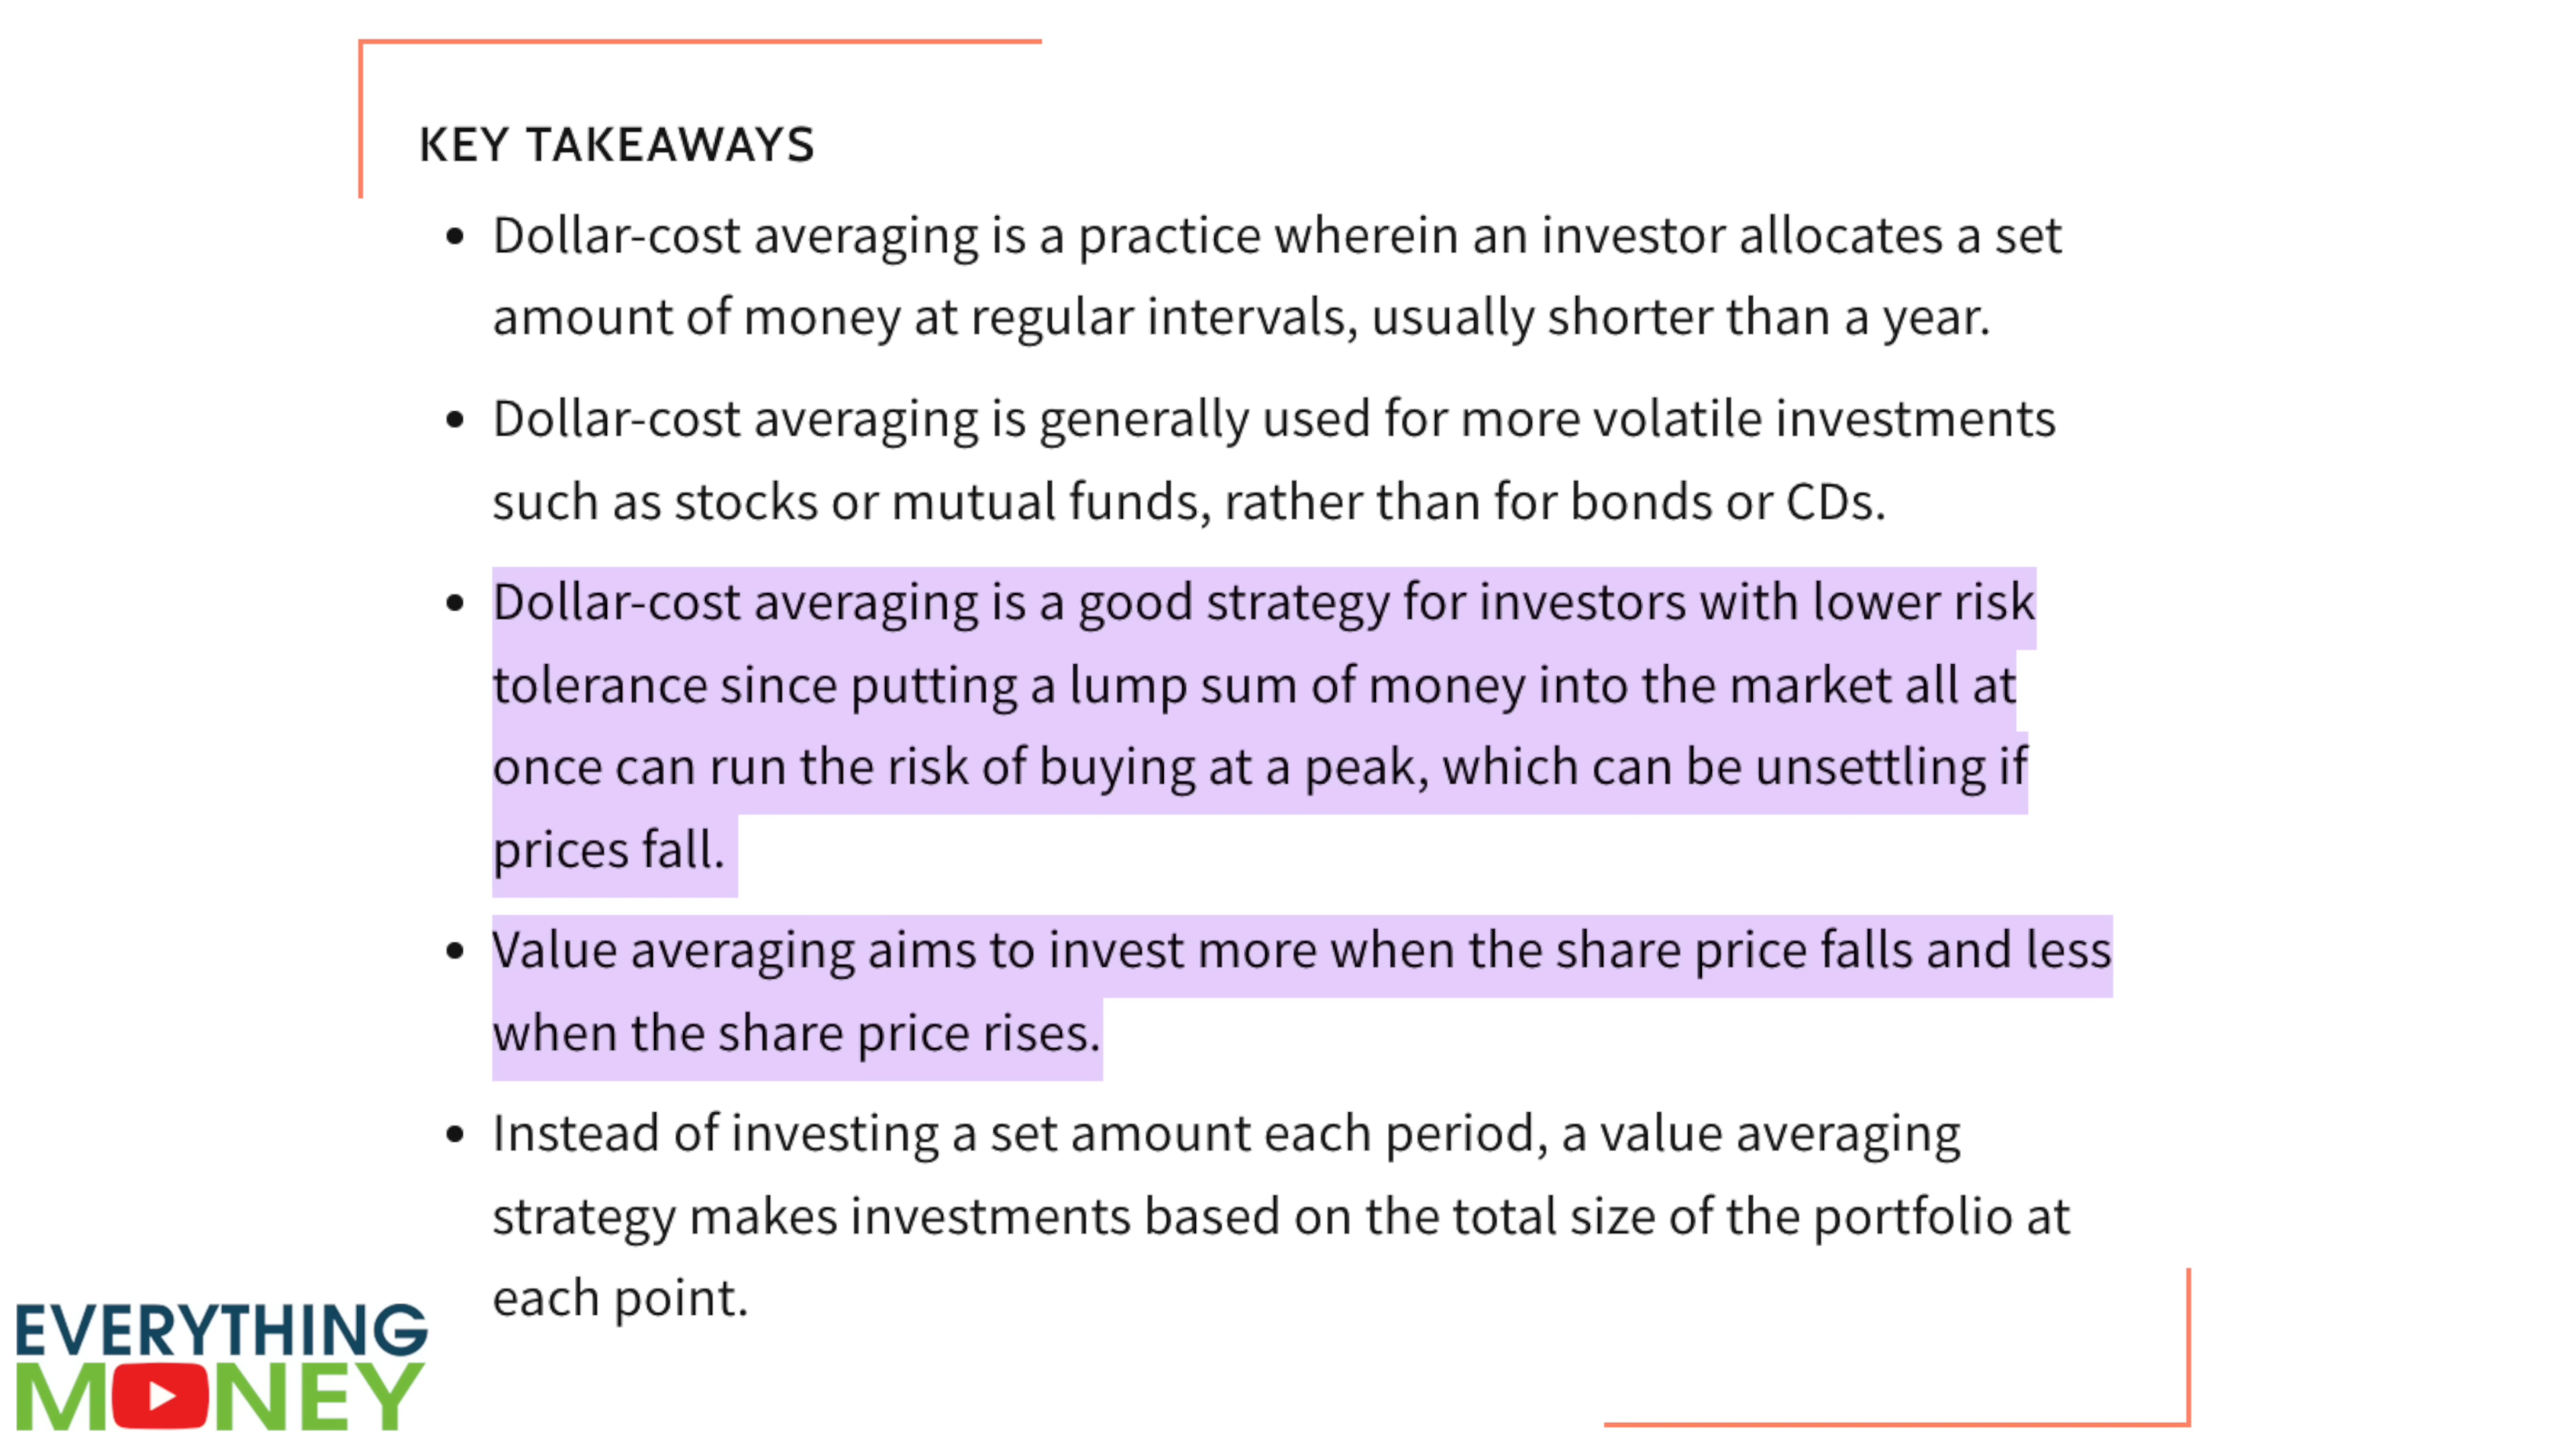 KEY TAKEAWAYS
• Dollar-cost averaging is a practice wherein an investor allocates a set
amount of money at regular intervals, usually shorter than a year.
• Dollar-cost averaging is generally used for more volatile investments
such as stocks or mutual funds, rather than for bonds or CDs.
• Dollar-cost averaging is a good strategy for investors with lower risk
tolerance since putting a lump sum of money into the market all at
once can run the risk of buying at a peak, which can be unsettling if
prices fall.
• Value averaging aims to invest more when the share price falls and less
when the share price rises.
• Instead of investing a set amount each period, a value averaging
strategy makes investments based on the total size of the portfolio at
each point.
EVERYTHING
MONEY